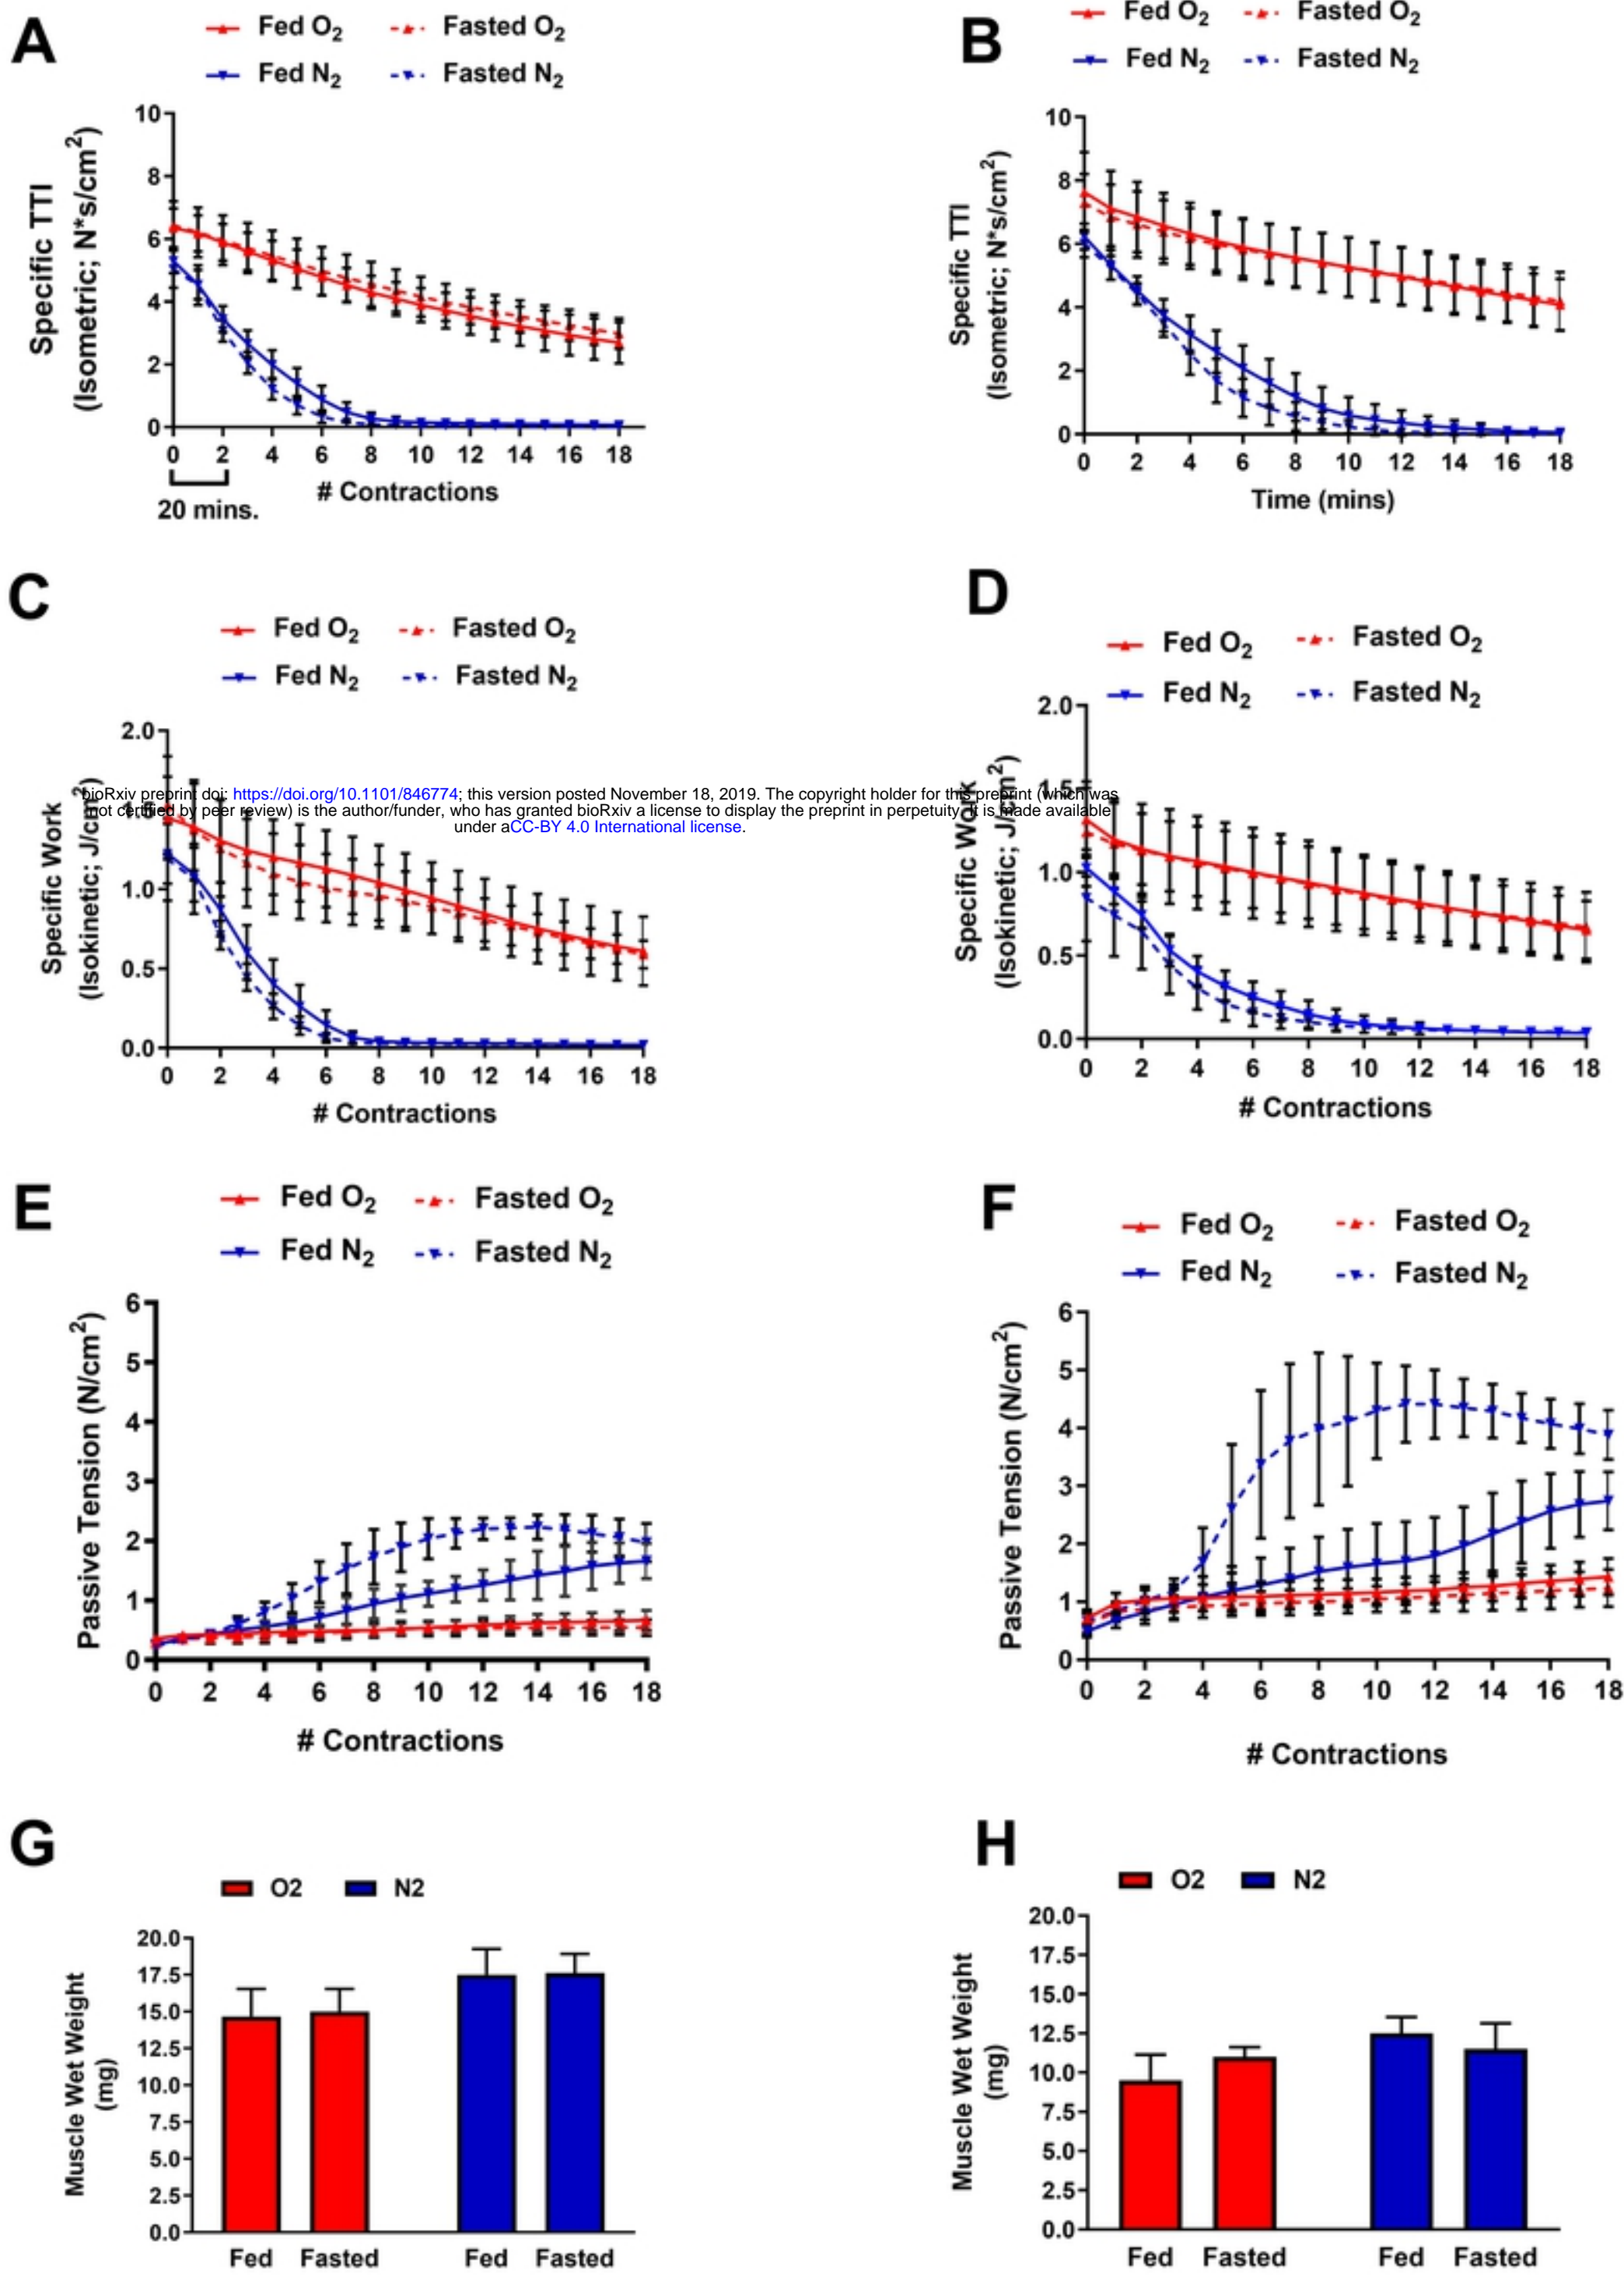 A
Fed O2 Fasted O2
Fed N2 Fasted N2
Specific TTI
(Isometric; N*s/cm2)
10
8
6
4
2
0
0 2 4 6 8 10 12 14 16 18
# Contractions
20 mins.
B
Fed O2 Fasted O2
Fed N2 Fasted N2
Specific TTI
(Isometric; N*s/cm2)
10
8
6
4
2
0
0 2 4 6 8 10 12 14 16 18
Time (mins)
C
Fed O2 Fasted O2
Fed N2 Fasted N2
Specific Work
(Isokinetic; J/cm2)
2.0
1.5
1.0
0.5
0.0
0 2 4 6 8 10 12 14 16 18
# Contractions
D
Fed O2 Fasted O2
Fed N2 Fasted N2
Specific Work
(Isokinetic; J/cm2)
2.0
1.5
1.0
0.5
0.0
0 2 4 6 8 10 12 14 16 18
# Contractions
bioRxiv preprint doi: https://doi.org/10.1101/846774; this version posted November 18, 2019. The copyright holder for this preprint (which was
not certified by peer review) is the author/funder, who has granted bioRxiv a license to display the preprint in perpetuity. It is made available
under aCC-BY 4.0 International license.
E
Fed O2 Fasted O2
Fed N2 Fasted N2
Passive Tension (N/cm2)
6
5
4
3
2
1
0
0 2 4 6 8 10 12 14 16 18
# Contractions
F
Fed O2 Fasted O2
Fed N2 Fasted N2
Passive Tension (N/cm2)
6
5
4
3
2
1
0
0 2 4 6 8 10 12 14 16 18
# Contractions
G
O2 N2
Muscle Wet Weight
(mg)
20.0
17.5
15.0
12.5
10.0
7.5
5.0
2.5
0.0
Fed Fasted Fed Fasted
H
O2 N2
Muscle Wet Weight
(mg)
20.0
17.5
15.0
12.5
10.0
7.5
5.0
2.5
0.0
Fed Fasted Fed Fasted